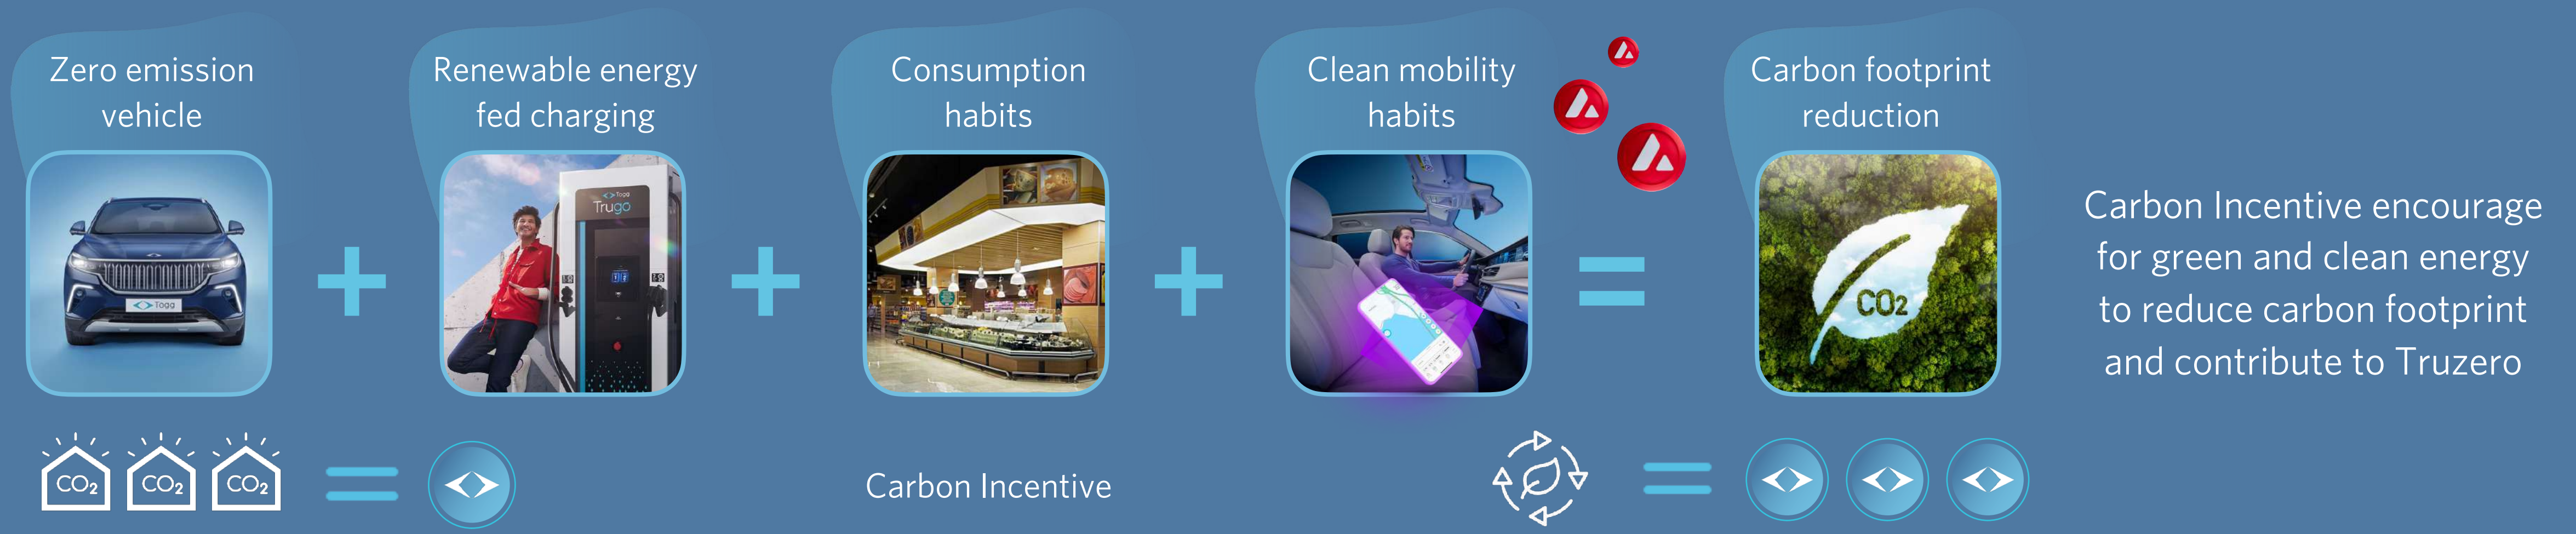 Zero emission
vehicle
Renewable energy
fed charging
Consumption
habits
Clean mobility
habits
Carbon footprint
reduction
Togg
Togg
Trugo
CO2
Carbon Incentive encourage
for green and clean energy
to reduce carbon footprint
and contribute to Truzero
CO2
CO2
CO2
Carbon Incentive